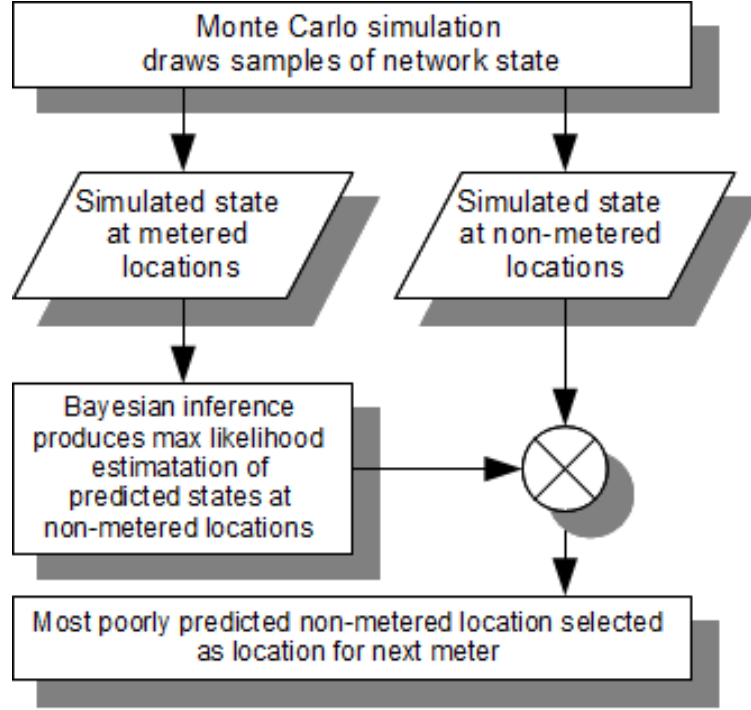 Monte Carlo simulation
draws samples of network state
Simulated state
at metered
locations
Simulated state
at non-metered
locations
Bayesian inference
produces max likelihood
estimatation of
predicted states at
non-metered locations
Most poorly predicted non-metered location selected
as location for next meter